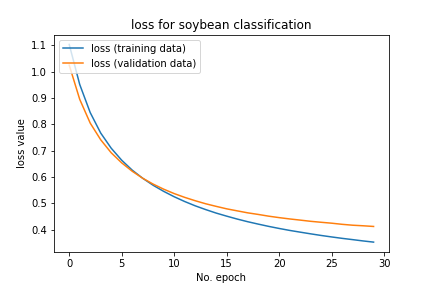 loss for soybean classification
loss (training data)
loss (validation data)
loss value
1.1
1.0
0.9
0.8
0.7
0.6
0.5
0.4
0 5 10 15 20 25 30
No. epoch